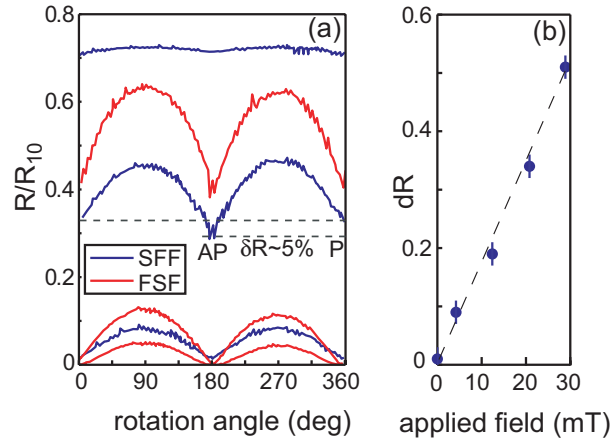 (a)
(b)
R/R10
0.8
0.6
0.4
0.2
0
AP δR~5% P
SFF
FSF
0 90 180 270 360
rotation angle (deg)
dR
0.6
0.4
0.2
0
0 10 20 30
applied field (mT)